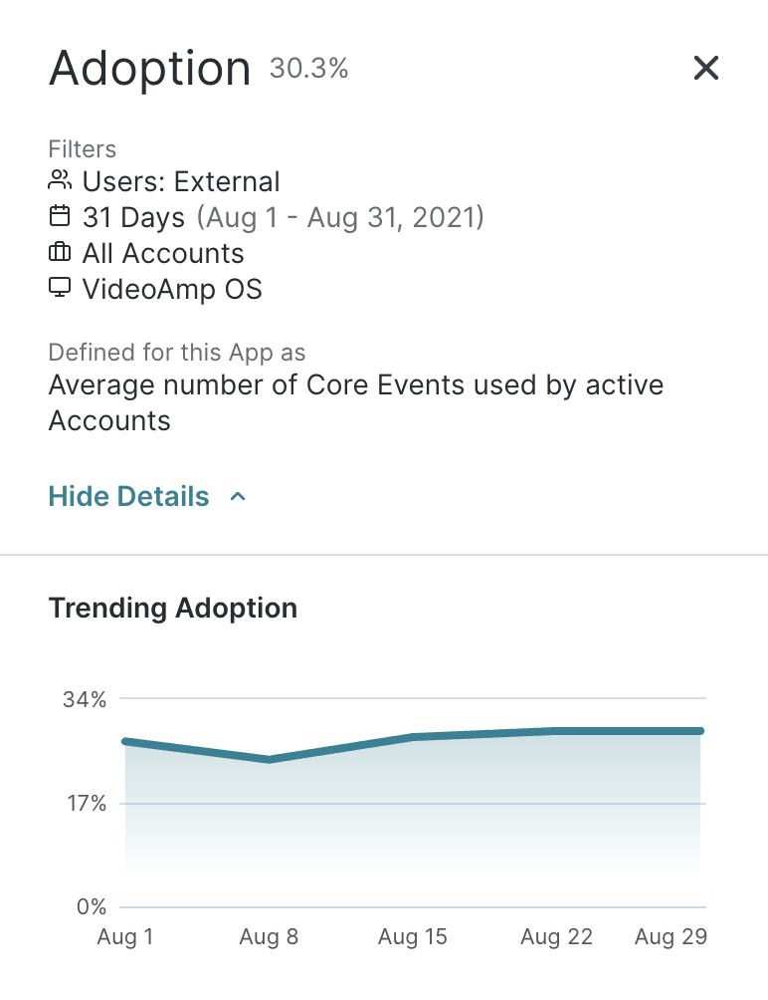 Adoption 30.3%
Filters
Users: External
31 Days (Aug 1 - Aug 31, 2021)
All Accounts
VideoAmp OS
Defined for this App as
Average number of Core Events used by active
Accounts
Hide Details
Trending Adoption
34%
17%
0%
Aug 1 Aug 8 Aug 15 Aug 22 Aug 29